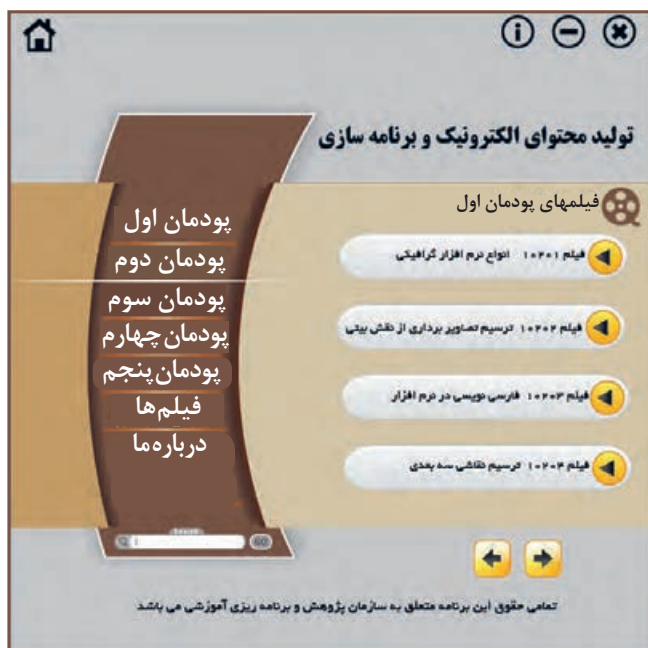 تولید محتوای الکترونیک و برنامه سازی
فیلمهای پودمان اول
فیلم ۱۰۲۰۱ انواع نرم افزار گرافیکی
فیلم ۱۰۲۰۲ ترسیم تصاویر برداری از نقش بیتی
فیلم ۱۰۲۰۳ فارسی نویسی در نرم افزار
فیلم ۱۰۲۰۴ ترسیم نقاشی سه بعدی
پودمان اول
پودمان دوم
پودمان سوم
پودمان چهارم
پودمان پنجم
فیلم‌ها
درباره‌ما
GO
تمامی حقوق این برنامه متعلق به سازمان پژوهش و برنامه ریزی آموزشی می باشد